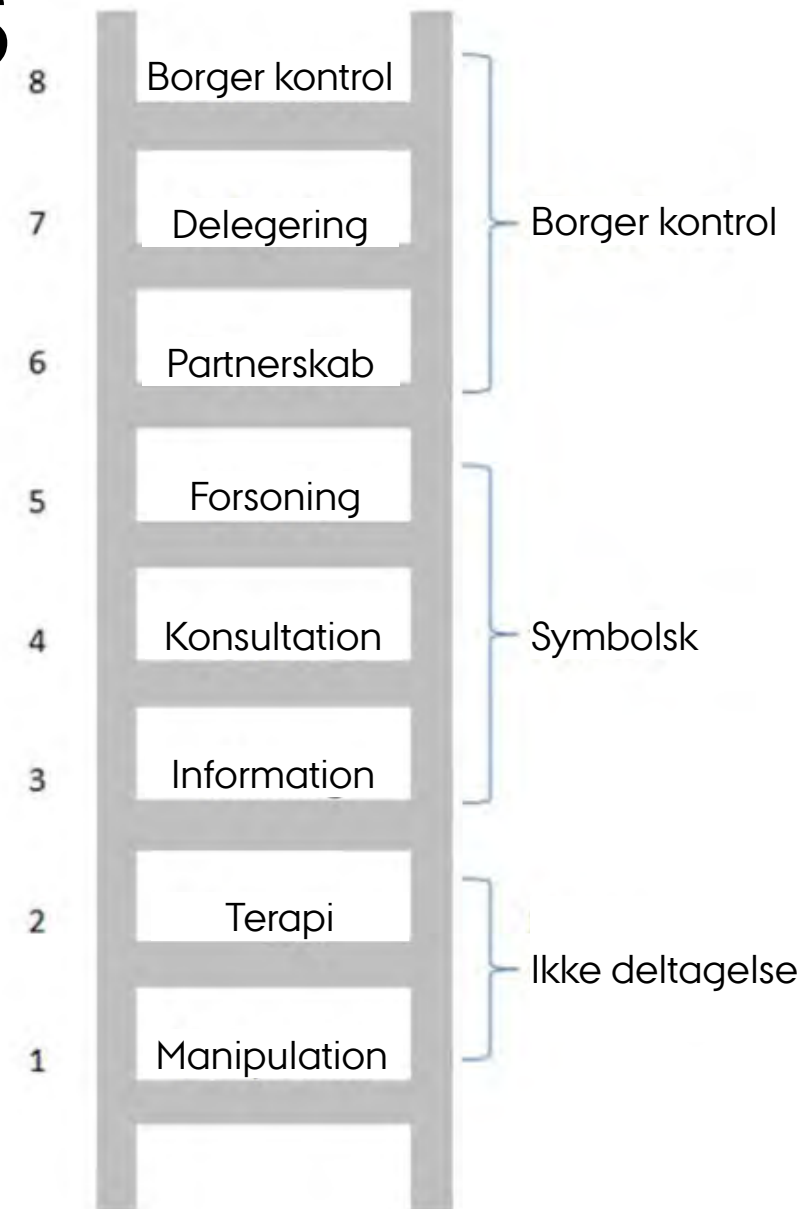 8 Borger kontrol
7 Delegering Borger kontrol
6 Partnerskab
5 Forsoning
4 Konsultation Symbolsk
3 Information
2 Terapi
Ikke deltagelse
1 Manipulation